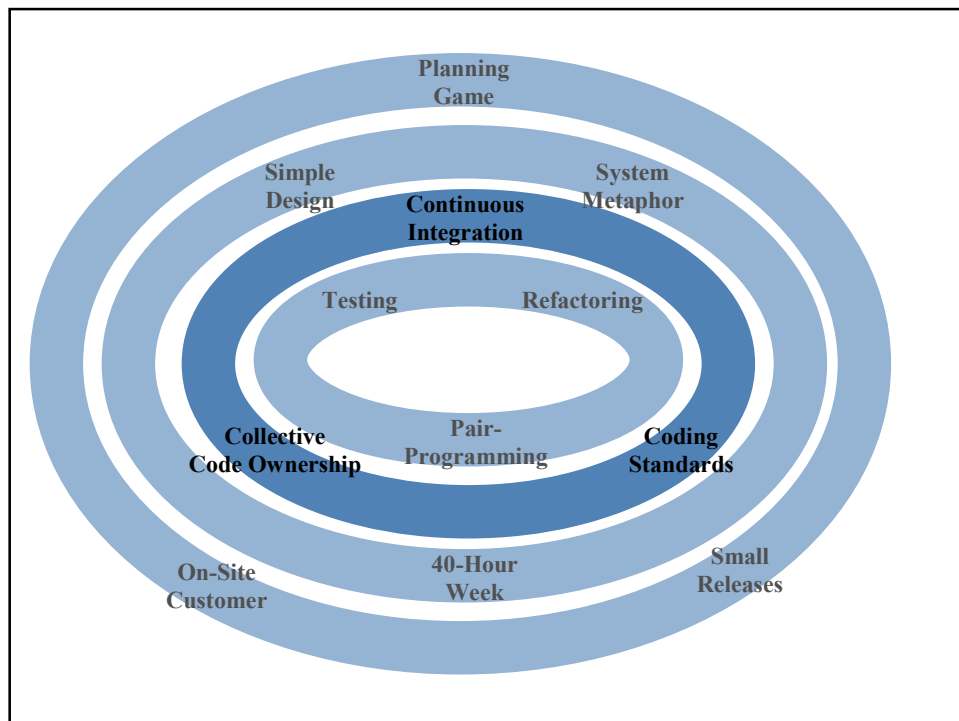 Planning
Game
Simple
Design
System
Metaphor
Continuous
Integration
Testing
Refactoring
Collective
Code Ownership
Pair-
Programming
Coding
Standards
On-Site
Customer
40-Hour
Week
Small
Releases